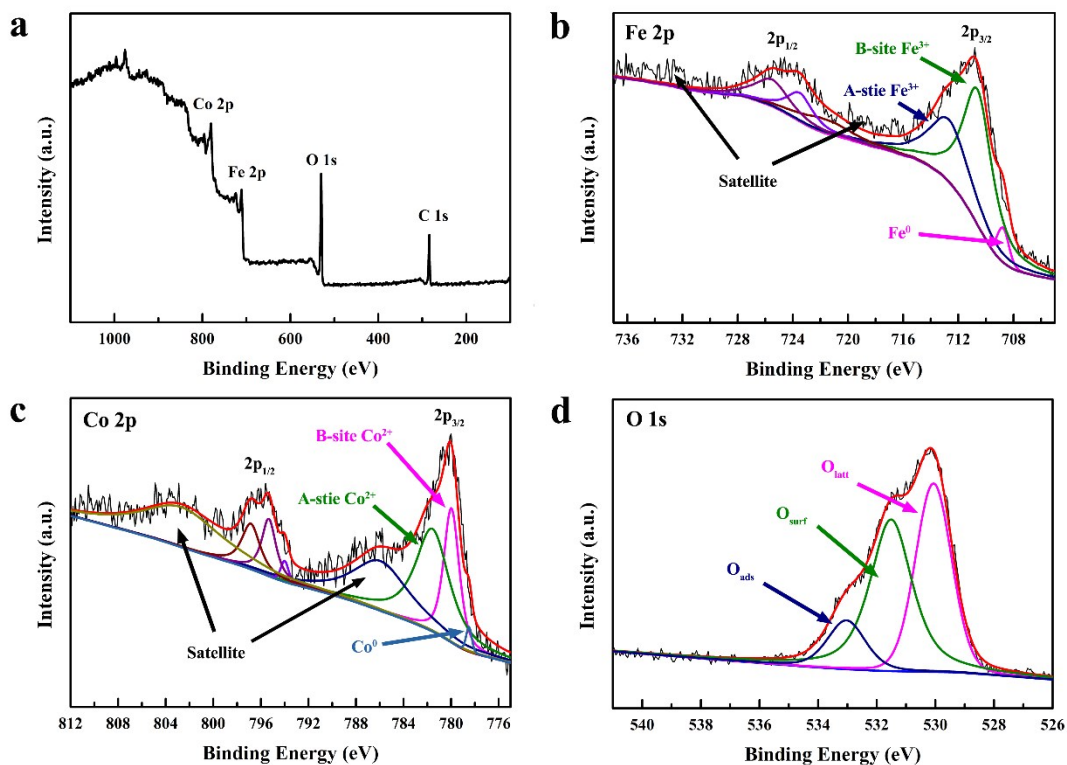 a
Co 2p
Fe 2p
O 1s
C 1s
Intensity (a.u.)
1000 800 600 400 200
Binding Energy (eV)
b
Fe 2p
2p1/2
2p3/2
B-site Fe3+
A-stie Fe3+
Satellite
Fe0
Intensity (a.u.)
736 732 728 724 720 716 712 708
Binding Energy (eV)
c
Co 2p
2p3/2
B-site Co2+
2p1/2
A-stie Co2+
Satellite
Co0
Intensity (a.u.)
812 808 804 800 796 792 788 784 780 776
Binding Energy (eV)
d
O 1s
Olatt
Osurf
Oads
Intensity (a.u.)
540 538 536 534 532 530 528 526
Binding Energy (eV)